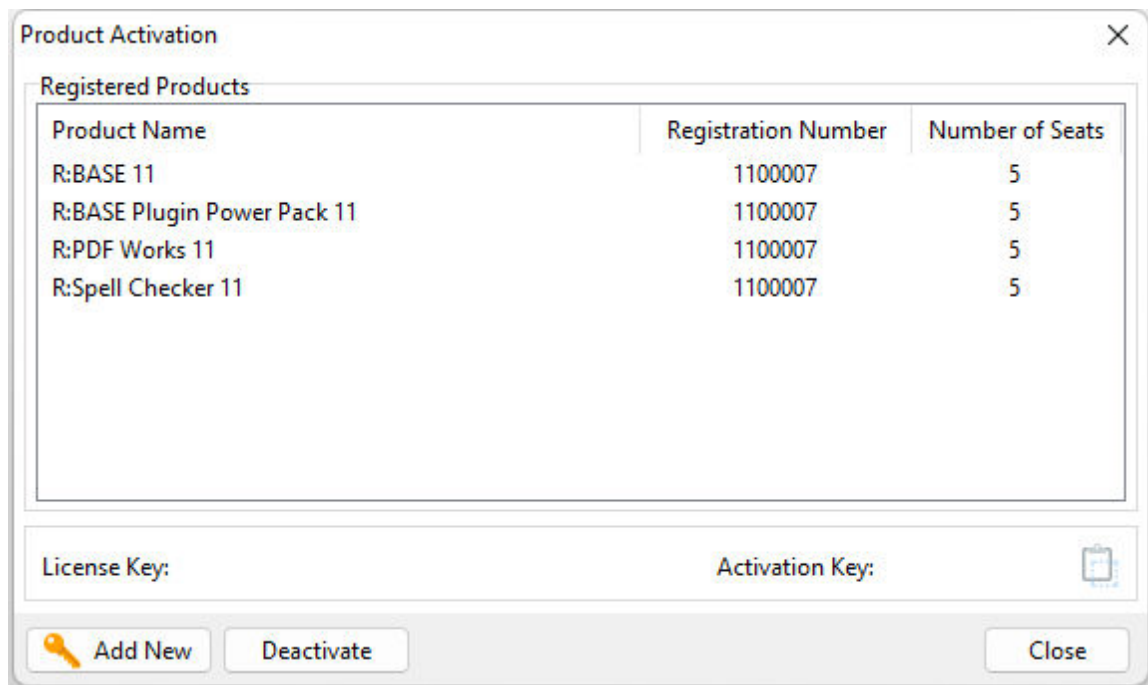 Product Activation
Registered Products
Product Name Registration Number Number of Seats
R:BASE 11 1100007 5
R:BASE Plugin Power Pack 11 1100007 5
R:PDF Works 11 1100007 5
R:Spell Checker 11 1100007 5
License Key: Activation Key:
Add New Deactivate Close